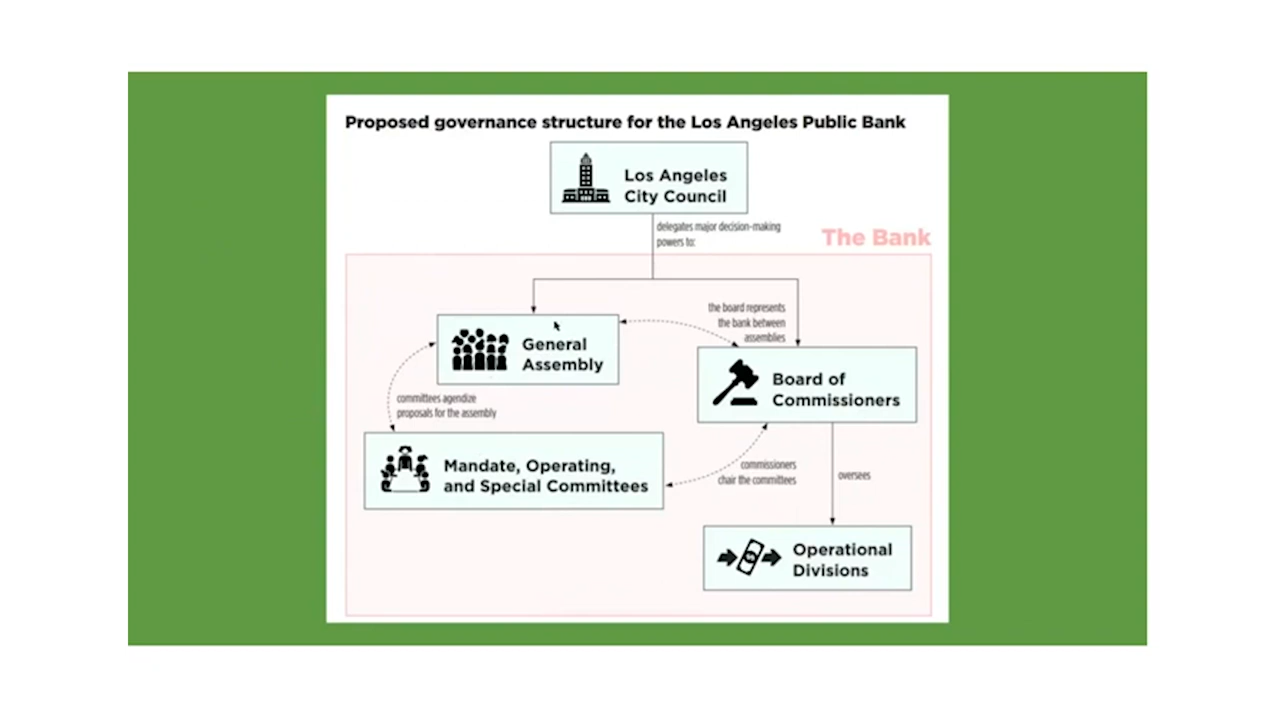 Proposed governance structure for the Los Angeles Public Bank
Los Angeles
City Council
delegates major decision-making
powers to:
The Bank
the board represents
the bank between
assemblies
General
Assembly
Board of
Commissioners
committees agendize
proposals for the assembly
Mandate, Operating,
and Special Committees
commissioners
chair the committees
oversees
Operational
Divisions